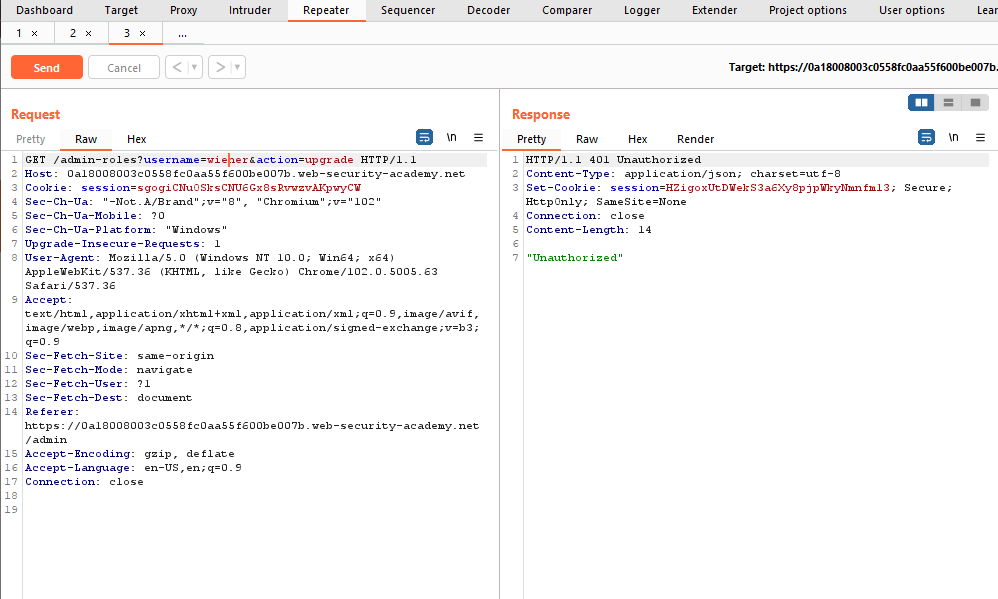 Dashboard Target Proxy Intruder Repeater Sequencer Decoder Comparer Logger Extender Project options User options Lear
1 × 2 × 3 × ...
Send Cancel < > Target: https://0a18008003c0558fc0aa55f600be007b.
Request
Pretty Raw Hex \n
1 GET /admin-roles?username=wiener&action=upgrade HTTP/1.1
2 Host: 0a18008003c0558fc0aa55f600be007b.web-security-academy.net
3 Cookie: session=sgogiCNu0SksCNU6Gx8sRvwzvAKpwyCW
4 Sec-Ch-Ua: "-Not.A/Brand";v="8", "Chromium";v="102"
5 Sec-Ch-Ua-Mobile: ?0
6 Sec-Ch-Ua-Platform: "Windows"
7 Upgrade-Insecure-Requests: 1
8 User-Agent: Mozilla/5.0 (Windows NT 10.0; Win64; x64)
AppleWebKit/537.36 (KHTML, like Gecko) Chrome/102.0.5005.63
Safari/537.36
9 Accept:
text/html,application/xhtml+xml,application/xml;q=0.9,image/avif,
image/webp,image/apng,*/*;q=0.8,application/signed-exchange;v=b3;
q=0.9
10 Sec-Fetch-Site: same-origin
11 Sec-Fetch-Mode: navigate
12 Sec-Fetch-User: ?1
13 Sec-Fetch-Dest: document
14 Referer:
https://0a18008003c0558fc0aa55f600be007b.web-security-academy.net
/admin
15 Accept-Encoding: gzip, deflate
16 Accept-Language: en-US,en;q=0.9
17 Connection: close
18
19
Response
Pretty Raw Hex Render \n
1 HTTP/1.1 401 Unauthorized
2 Content-Type: application/json; charset=utf-8
3 Set-Cookie: session=HZigoxUtDWekS3a6Xy8pjpWkyNmnfm13; Secure;
HttpOnly; SameSite=None
4 Connection: close
5 Content-Length: 14
6
7 "Unauthorized"